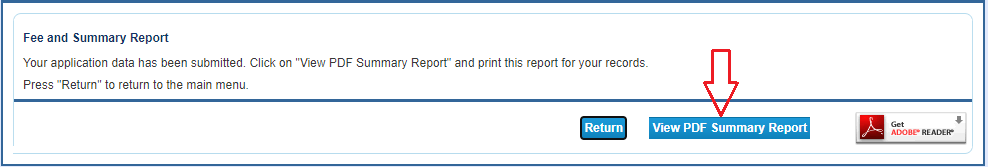 Fee and Summary Report
Your application data has been submitted. Click on "View PDF Summary Report" and print this report for your records.
Press "Return" to return to the main menu.
Return
View PDF Summary Report
Get
ADOBE® READER®